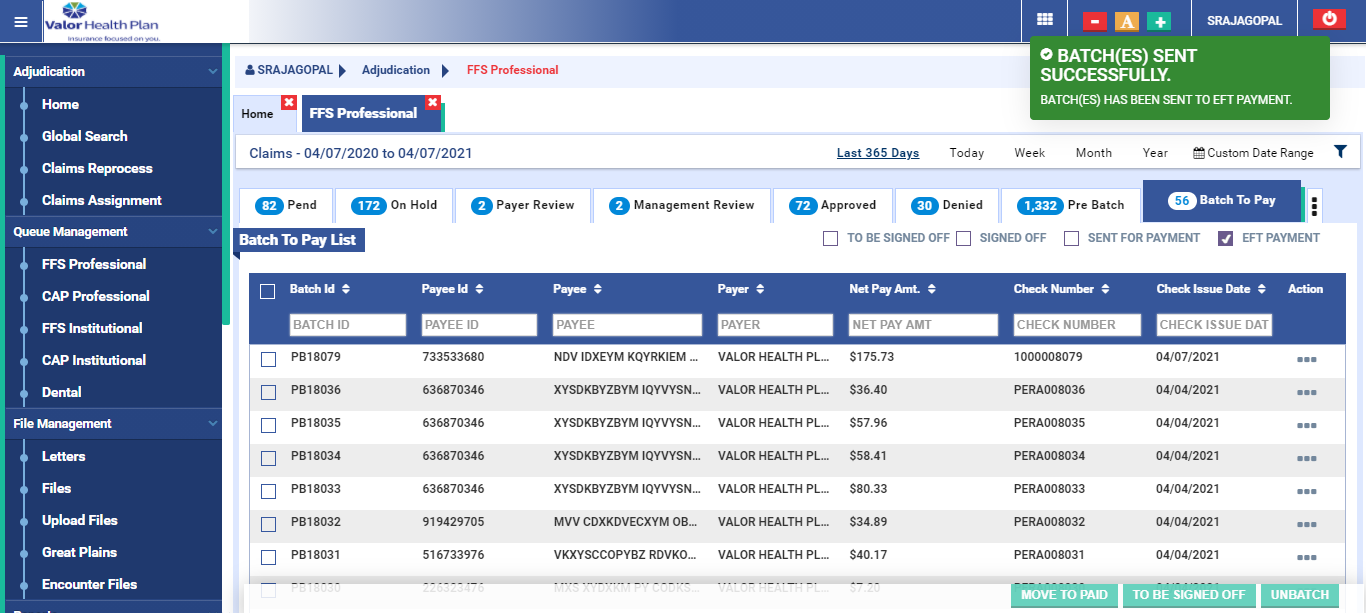 Valor Health Plan
Insurance focused on you.
A
SRAJAGOPAL
BATCH(ES) SENT
SUCCESSFULLY.
BATCH(ES) HAS BEEN SENT TO EFT PAYMENT.
Adjudication
Home
Global Search
Claims Reprocess
Claims Assignment
Queue Management
FFS Professional
CAP Professional
FFS Institutional
CAP Institutional
Dental
File Management
Letters
Files
Upload Files
Great Plains
Encounter Files
SRAJAGOPAL Adjudication FFS Professional
Home FFS Professional
Claims - 04/07/2020 to 04/07/2021 Last 365 Days Today Week Month Year Custom Date Range
82 Pend 172 On Hold 2 Payer Review 2 Management Review 72 Approved 30 Denied 1,332 Pre Batch 56 Batch To Pay
Batch To Pay List TO BE SIGNED OFF SIGNED OFF SENT FOR PAYMENT EFT PAYMENT
Batch Id Payee Id Payee Payer Net Pay Amt. Check Number Check Issue Date Action
BATCH ID PAYEE ID PAYEE PAYER NET PAY AMT CHECK NUMBER CHECK ISSUE DAT
PB18079 733533680 NDV IDXEYM KQYRKIEM ... VALOR HEALTH PL... $175.73 1000008079 04/07/2021
PB18036 636870346 XYSDKBYZBYM IQYVYSN... VALOR HEALTH PL... $36.40 PERA008036 04/04/2021
PB18035 636870346 XYSDKBYZBYM IQYVYSN... VALOR HEALTH PL... $57.96 PERA008035 04/04/2021
PB18034 636870346 XYSDKBYZBYM IQYVYSN... VALOR HEALTH PL... $58.41 PERA008034 04/04/2021
PB18033 636870346 XYSDKBYZBYM IQYVYSN... VALOR HEALTH PL... $80.33 PERA008033 04/04/2021
PB18032 919429705 MVV CDXKDVECXYM OB... VALOR HEALTH PL... $34.89 PERA008032 04/04/2021
PB18031 516733976 VKXYSCCOPYBZ RDVKO... VALOR HEALTH PL... $40.17 PERA008031 04/04/2021
PB18030 226323476 MXS XYDXKM PY CODKS... VALOR HEALTH PL... $7.20
MOVE TO PAID TO BE SIGNED OFF UNBATCH